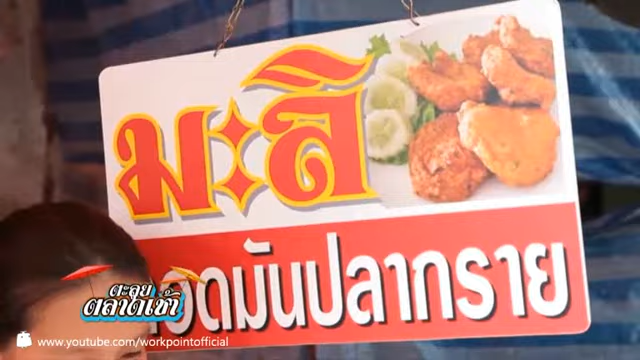 มะลิ
อดมันปลากราย
ตะลุย
ตลาดเช้า
www.youtube.com/workpointofficial